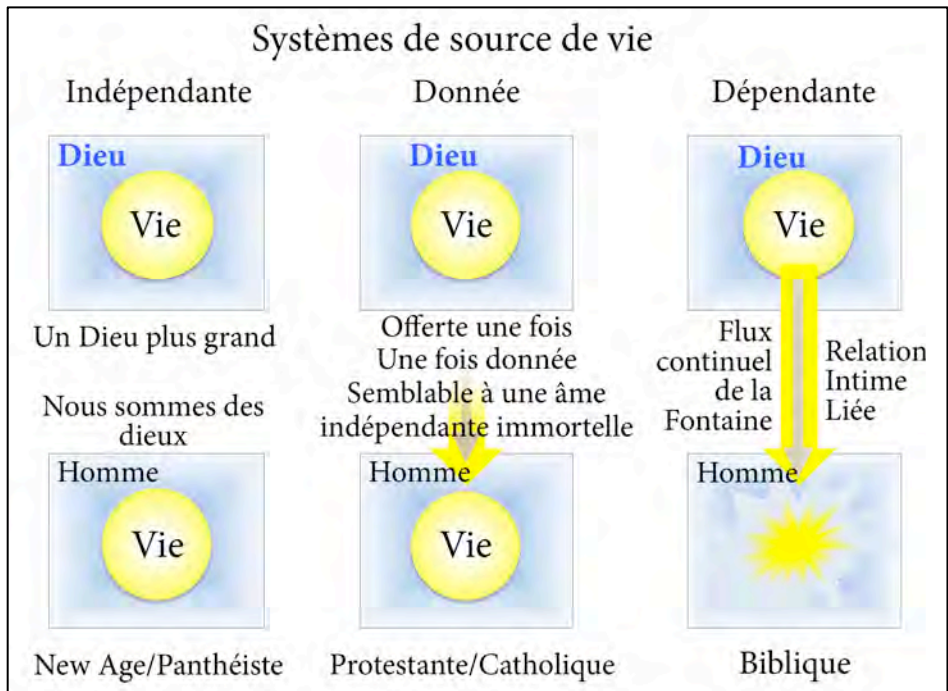 Systèmes de source de vie
Indépendante
Dieu
Vie
Un Dieu plus grand
Nous sommes des
dieux
Homme
Vie
New Age/Panthéiste
Donnée
Dieu
Vie
Offerte une fois
Une fois donnée
Semblable à une âme
indépendante immortelle
Homme
Vie
Protestante/Catholique
Dépendante
Dieu
Vie
Flux
continuel
de la
Fontaine
Relation
Intime
Liée
Homme
Biblique